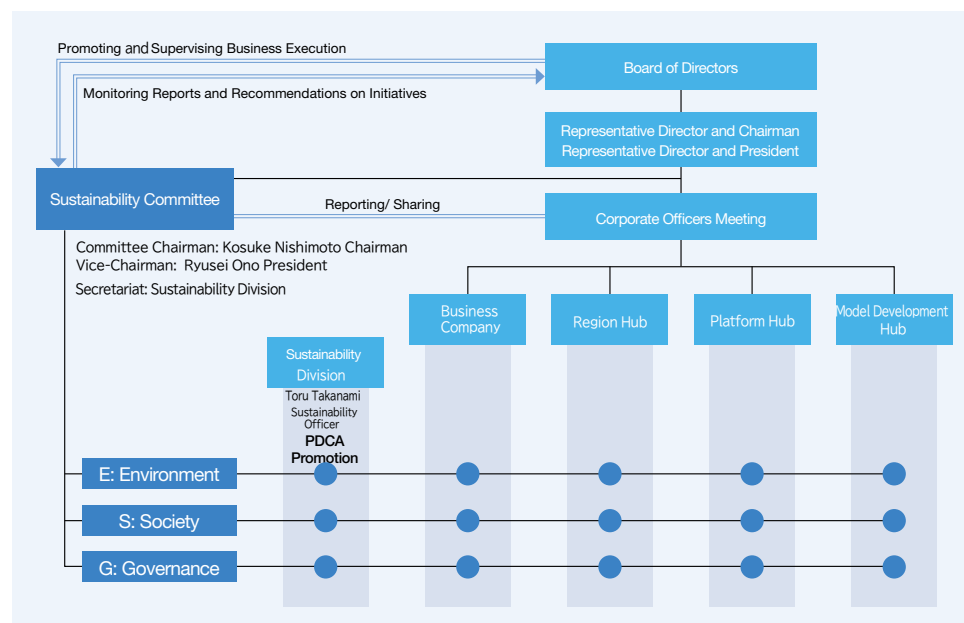 Promoting and Supervising Business Execution
Board of Directors
Monitoring Reports and Recommendations on Initiatives
Representative Director and Chairman
Representative Director and President
Sustainability Committee
Reporting/ Sharing
Corporate Officers Meeting
Committee Chairman: Kosuke Nishimoto Chairman
Vice-Chairman: Ryusei Ono President
Secretariat: Sustainability Division
Business
Company
Region Hub
Platform Hub
Model Development
Hub
Sustainability
Division
Toru Takanami
Sustainability
Officer
PDCA
Promotion
E: Environment
S: Society
G: Governance